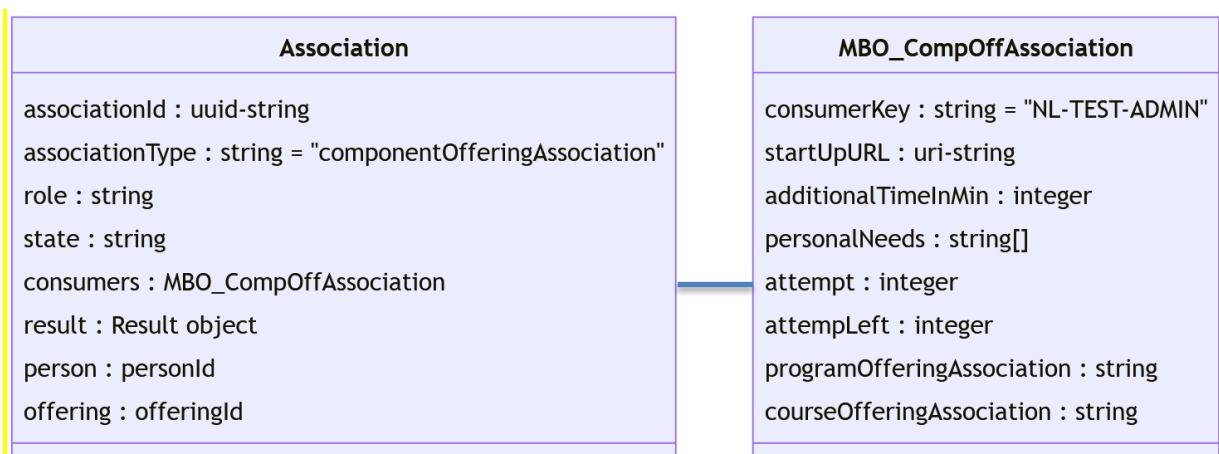 Association
associationId : uuid-string
associationType : string = "componentOfferingAssociation"
role : string
state : string
consumers : MBO_CompOffAssociation
result : Result object
person : personId
offering : offeringId
MBO_CompOffAssociation
consumerKey : string = "NL-TEST-ADMIN"
startUpURL : uri-string
additionalTimeInMin : integer
personalNeeds : string[]
attempt : integer
attempLeft : integer
programOfferingAssociation : string
courseOfferingAssociation : string